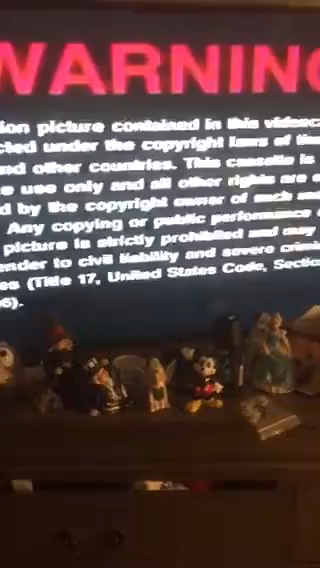 WARNING
ion picture contained in this videoc
cted under the copyright laws of the
nd other countries. This cassette is
e use only and all other rights are
d by the copyright owner of such
Any copying or public performance
picture is strictly prohibited and may
ender to civil liability and severe crimi
es (Title 17, United States Code, Sectio
6).